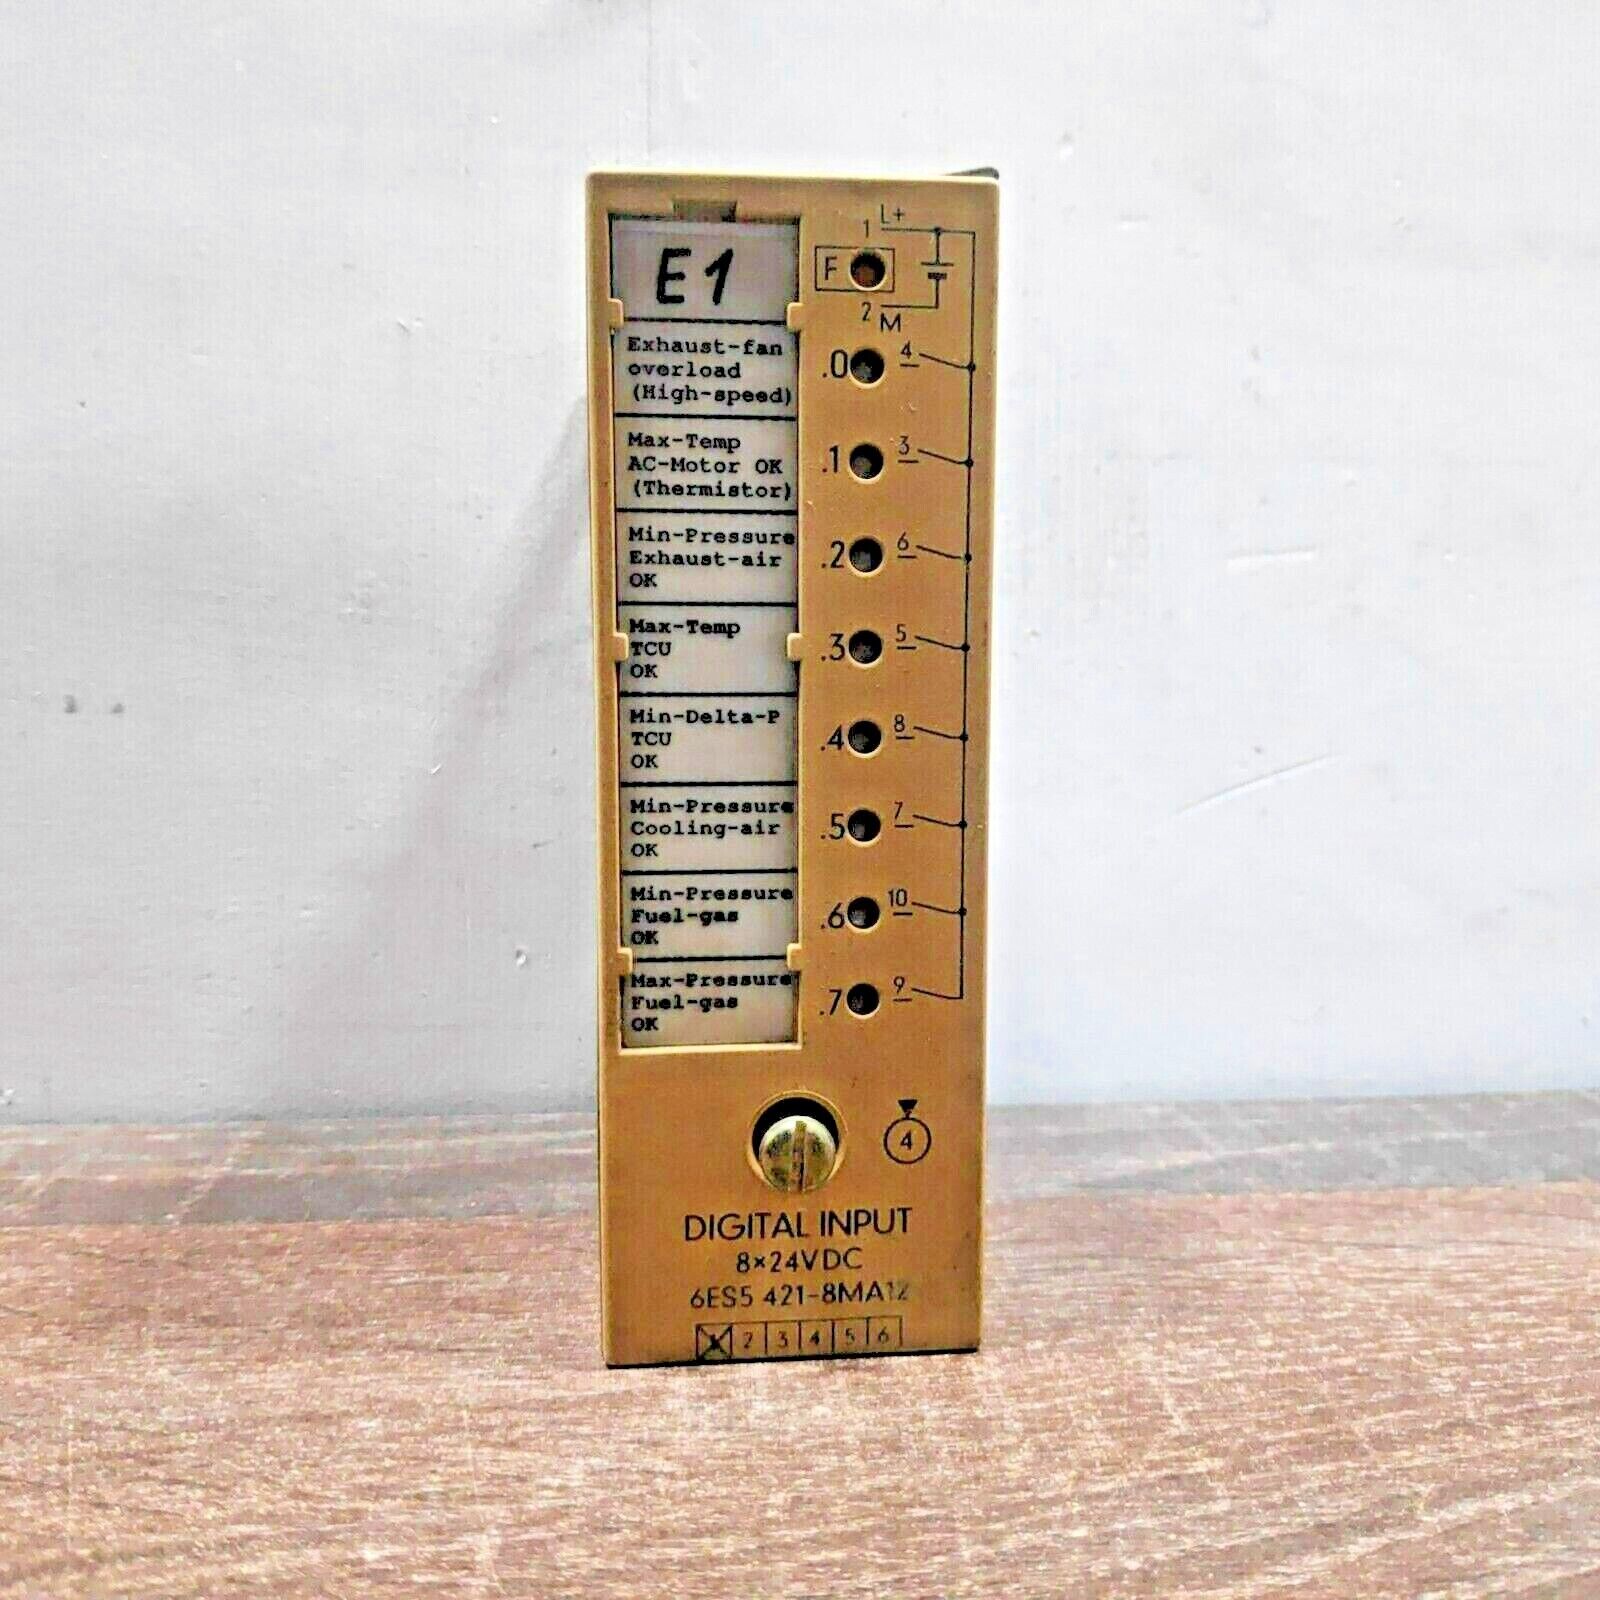 E1
1 L+
F
2 M
Exhaust-fan
overload
(High-speed)
.0 4
Max-Temp
AC-Motor OK
(Thermistor)
.1 3
Min-Pressure
Exhaust-air
OK
.2 6
Max-Temp
TCU
OK
.3 5
Min-Delta-P
TCU
OK
.4 8
Min-Pressure
Cooling-air
OK
.5 7
Min-Pressure
Fuel-gas
OK
.6 10
Max-Pressure
Fuel-gas
OK
.7 9
4
DIGITAL INPUT
8×24VDC
6ES5 421-8MA12
1 2 3 4 5 6